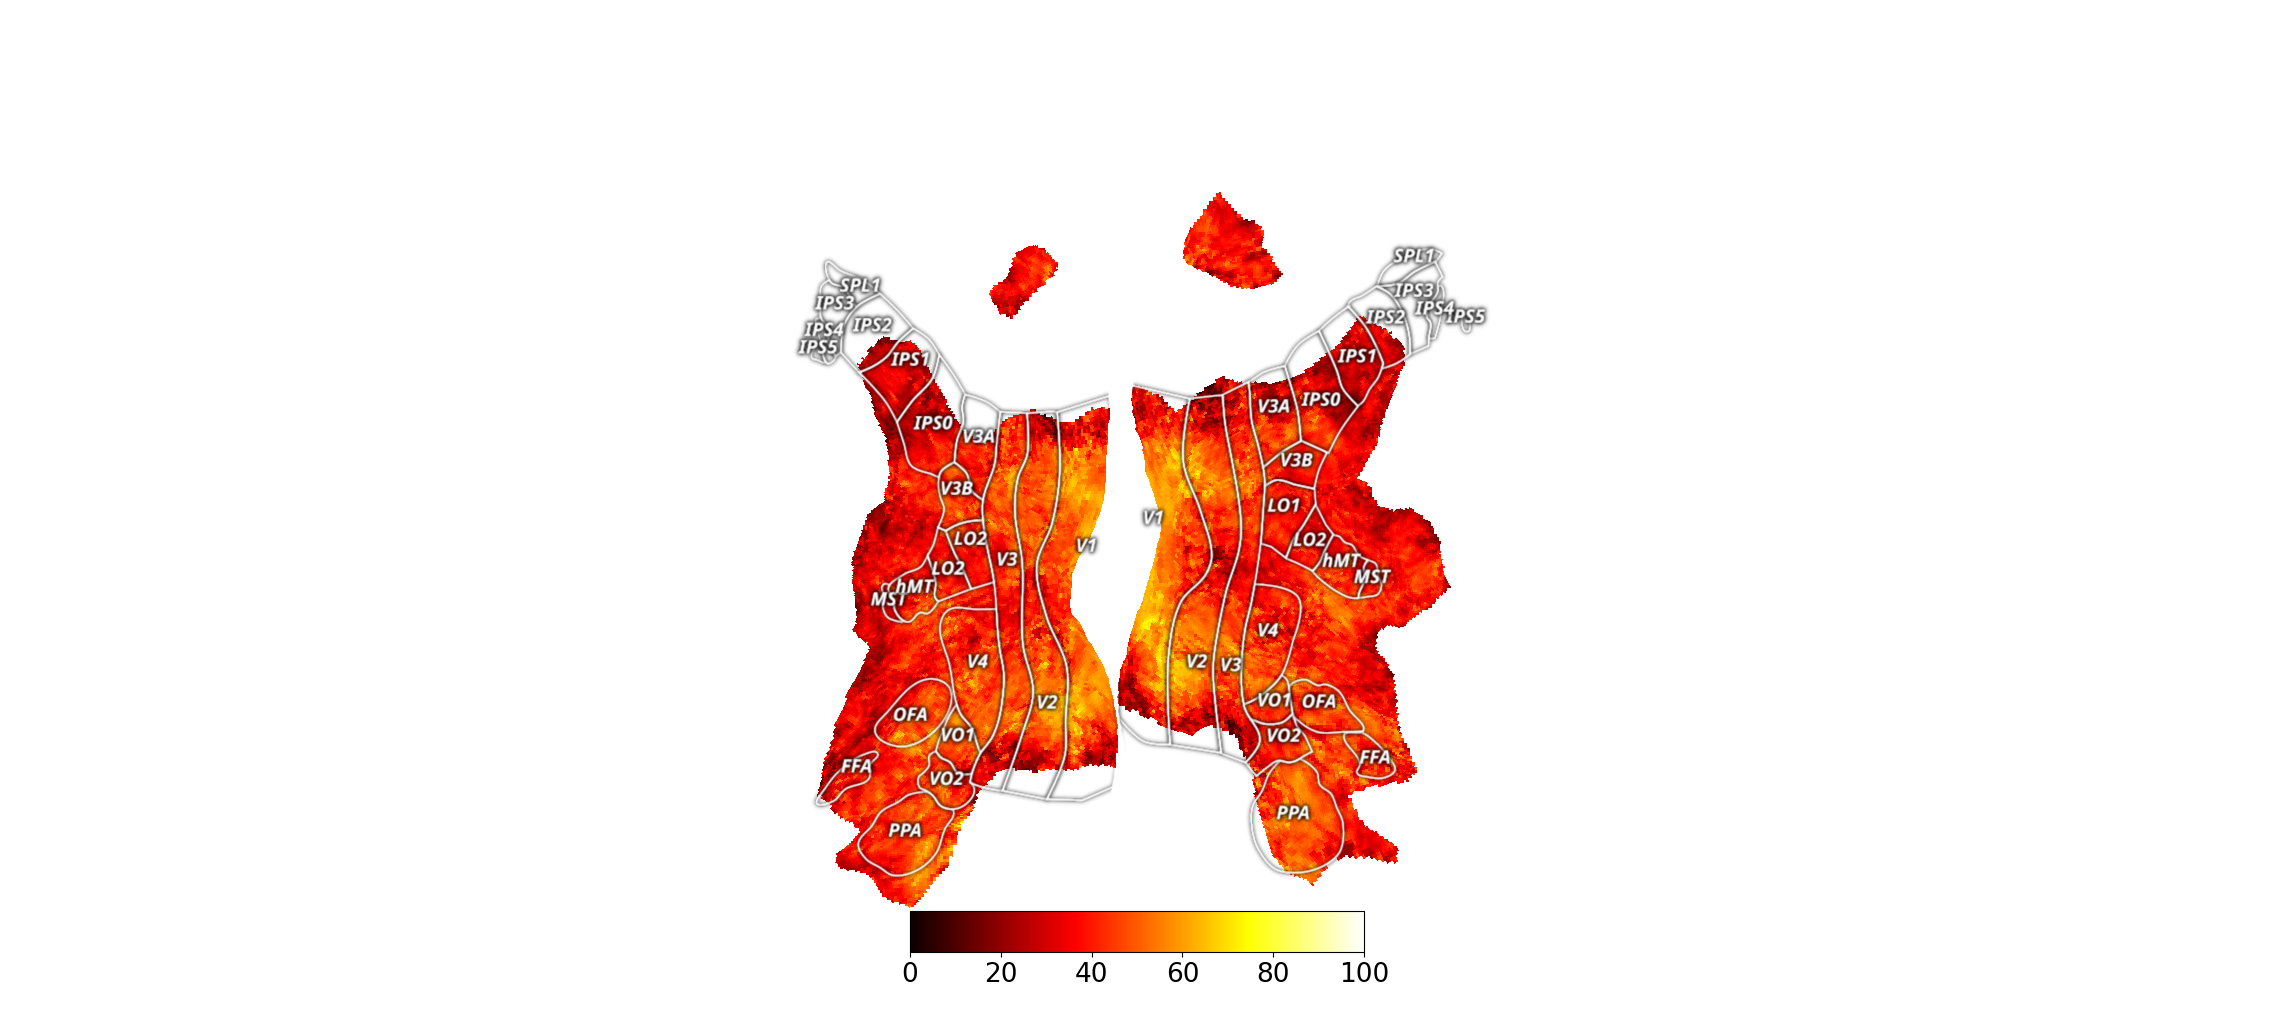 SPL1
IPS3
IPS2
IPS4
IPS5
IPS1
IPS0
V3A
V3B
LO2
V3
V1
LO2
hMT
MST
V4
V2
OFA
VO1
FFA
VO2
PPA
SPL1
IPS3
IPS4
IPS5
IPS2
IPS1
IPS0
V3A
V3B
LO1
V1
LO2
hMT
MST
V4
V2
V3
VO1
OFA
VO2
FFA
PPA
0 20 40 60 80 100